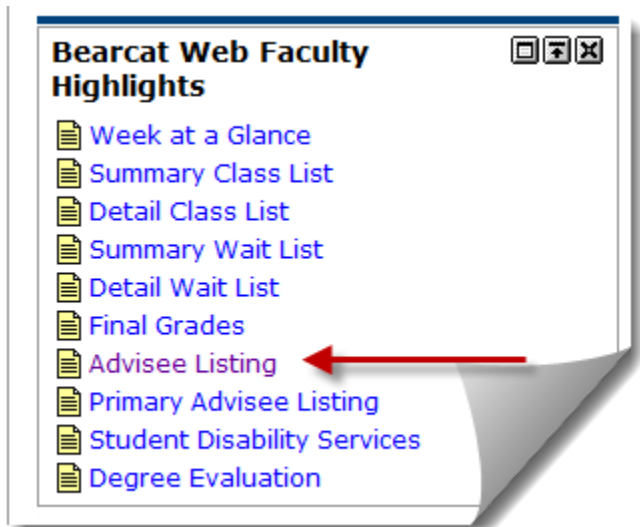 Bearcat Web Faculty
Highlights
Week at a Glance
Summary Class List
Detail Class List
Summary Wait List
Detail Wait List
Final Grades
Advisee Listing
Primary Advisee Listing
Student Disability Services
Degree Evaluation